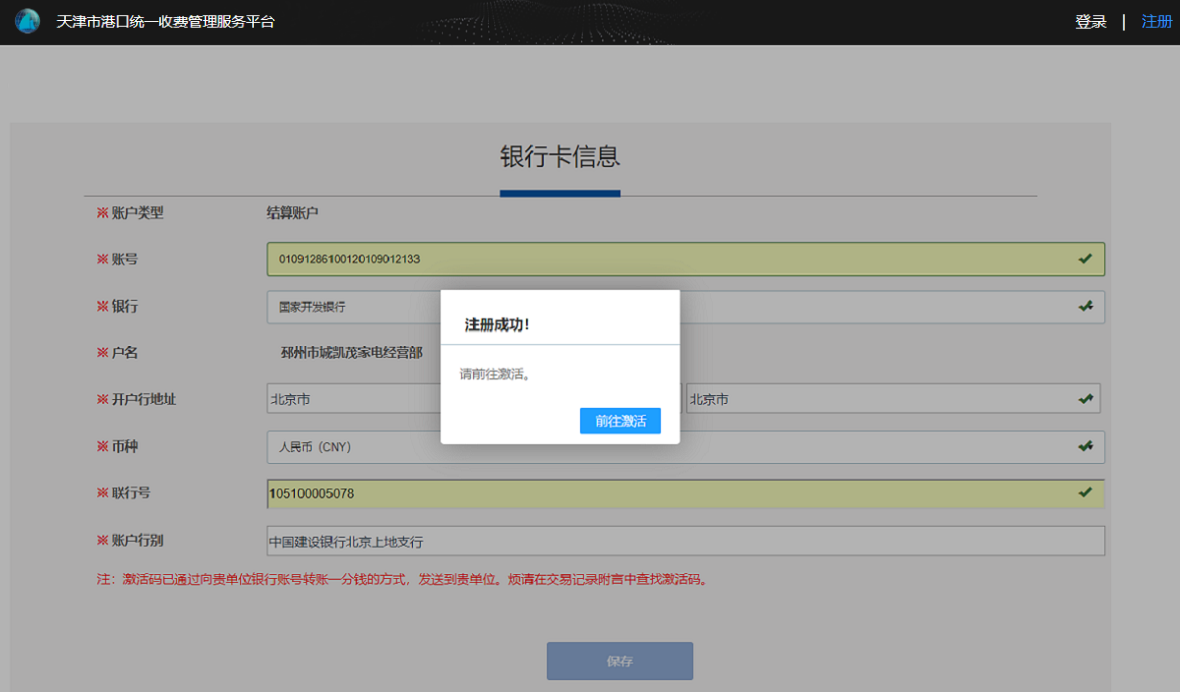 天津市港口统一收费管理服务平台
登录 | 注册
银行卡信息
※ 账户类型 结算账户
※ 账号 01091286100120109012133
※ 银行 国家开发银行
注册成功！
※ 户名 邳州市城凯茂家电经营部
请前往激活。
※ 开户行地址 北京市 北京市
前往激活
※ 币种 人民币（CNY）
※ 联行号 105100005078
※ 账户行别 中国建设银行北京上地支行
注：激活码已通过向贵单位银行账号转账一分钱的方式，发送到贵单位。烦请在交易记录附言中查找激活码。
保存